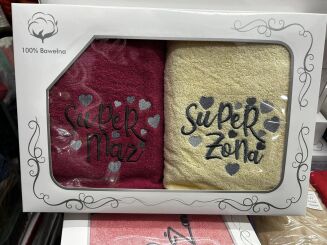 100% Bawełna
SuPeR
Mąż
SuPeR
Żona